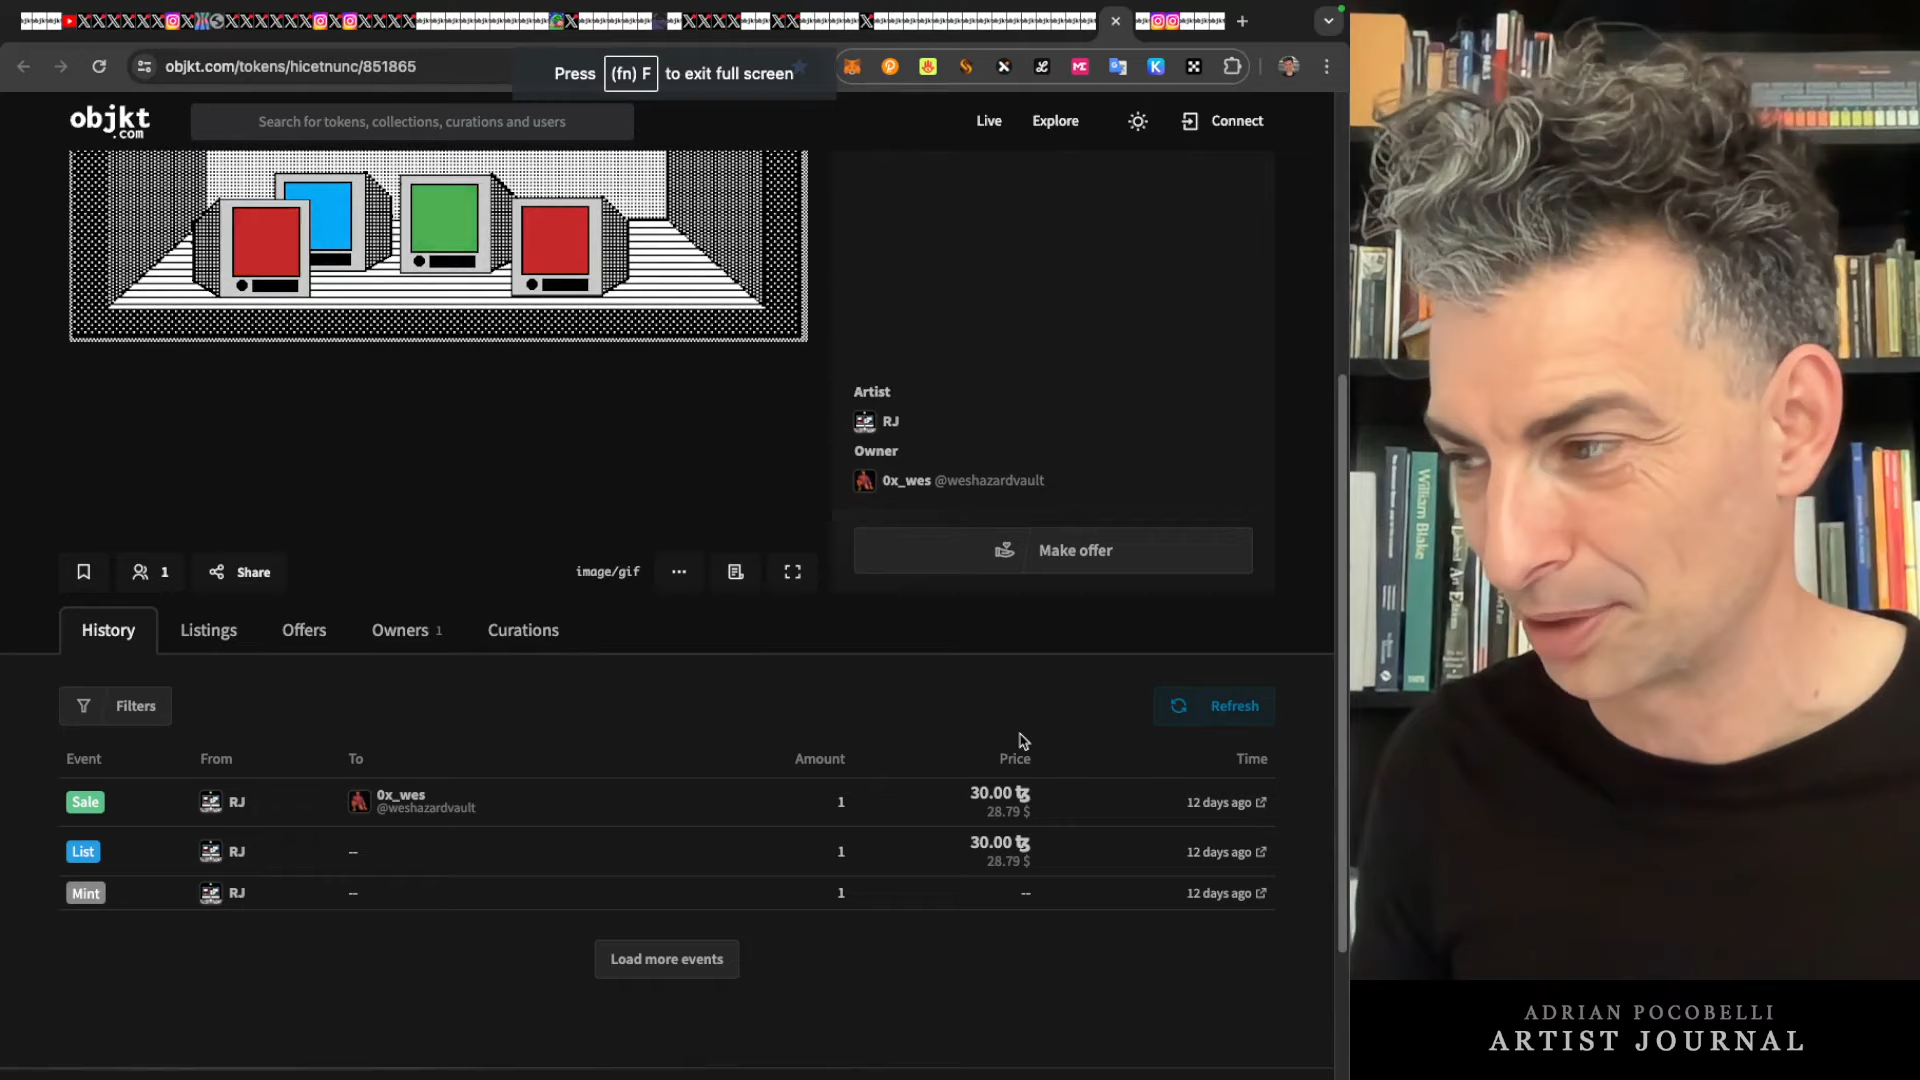 objkt.com/tokens/hicetnunc/851865
Press (fn) F to exit full screen
objkt
.com
Search for tokens, collections, curations and users
Live
Explore
Connect
Artist
RJ
Owner
0x_wes @weshazardvault
Make offer
1
Share
image/gif
History
Listings
Offers
Owners 1
Curations
Filters
Refresh
Event From To Amount Price Time
Sale RJ 0x_wes 1 30.00 ꜩ 12 days ago
@weshazardvault 28.79 $
List RJ -- 1 30.00 ꜩ 12 days ago
28.79 $
Mint RJ -- 1 -- 12 days ago
Load more events
William Blake
ADRIAN POCOBELLI
ARTIST JOURNAL